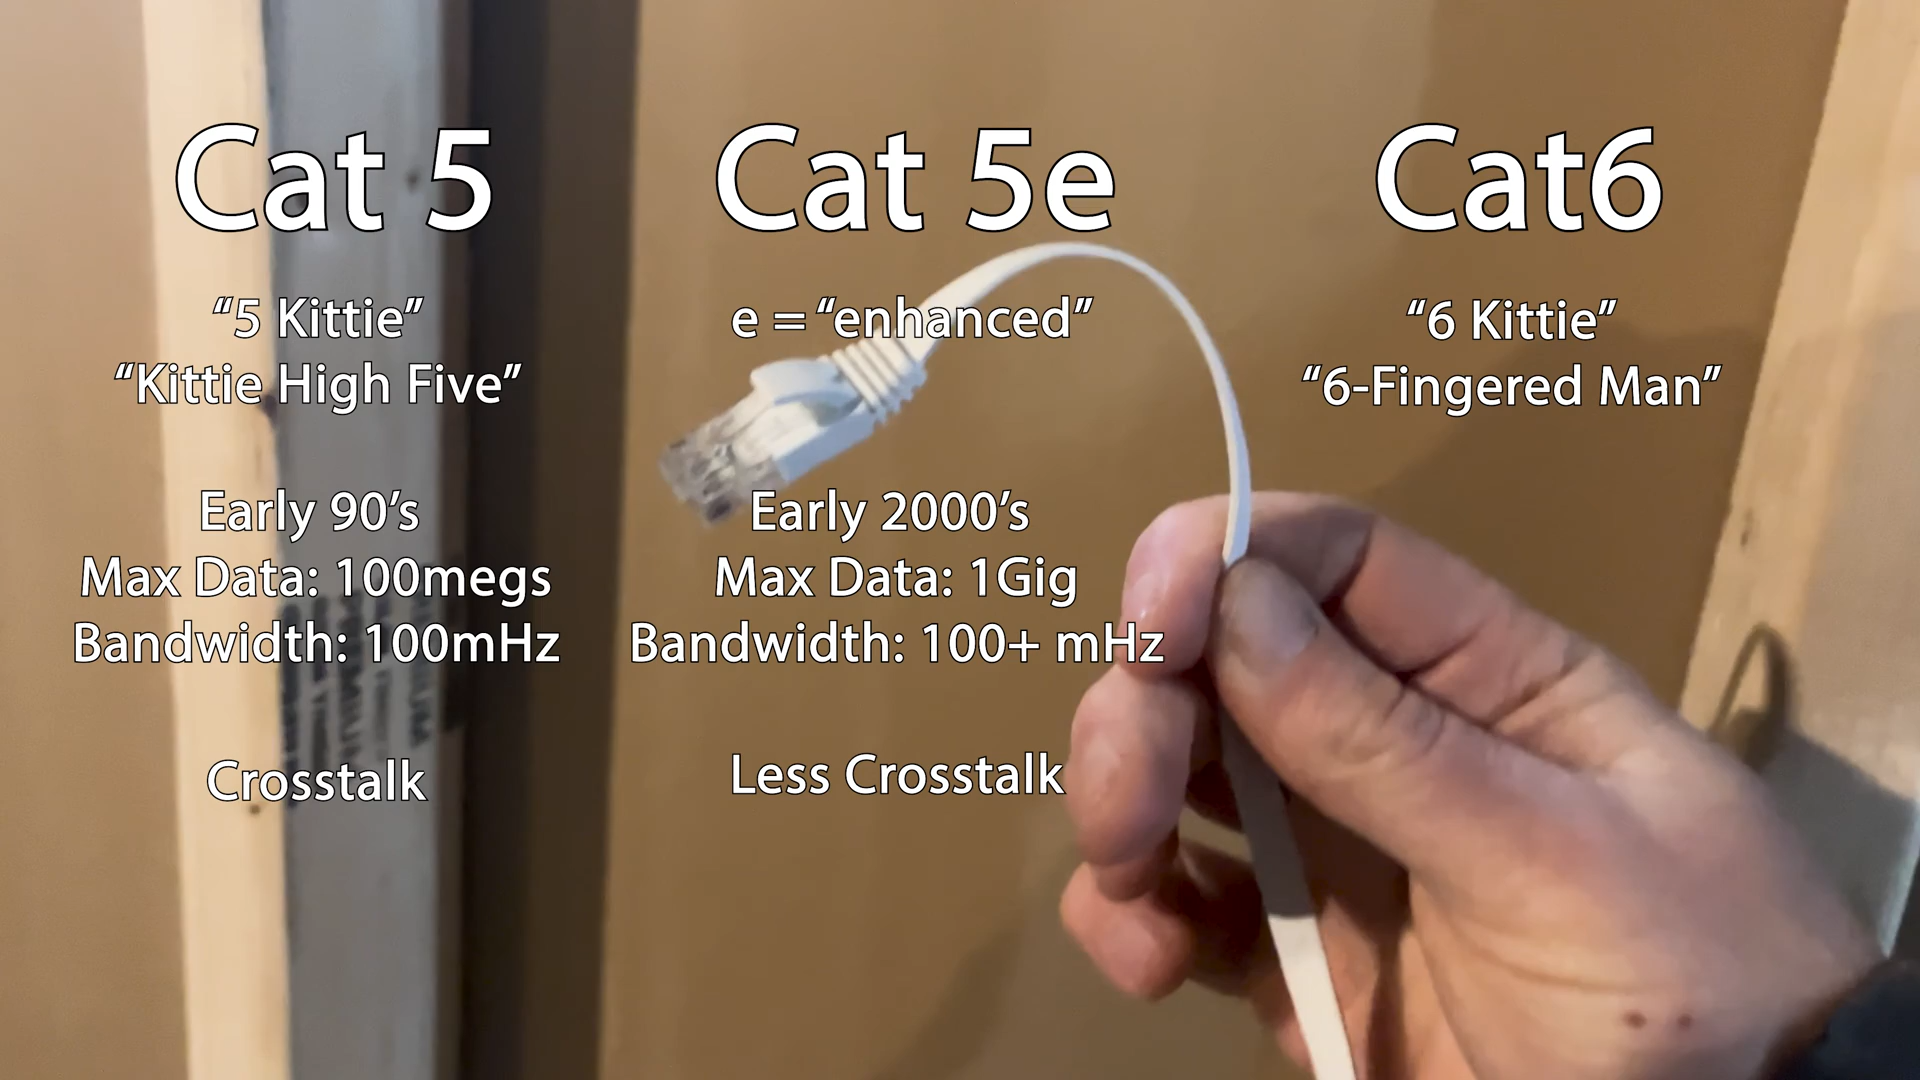 Cat 5
“5 Kittie”
“Kittie High Five”
Early 90’s
Max Data: 100megs
Bandwidth: 100mHz
Crosstalk
Cat 5e
e = “enhanced”
Early 2000’s
Max Data: 1Gig
Bandwidth: 100+ mHz
Less Crosstalk
Cat6
“6 Kittie”
“6-Fingered Man”